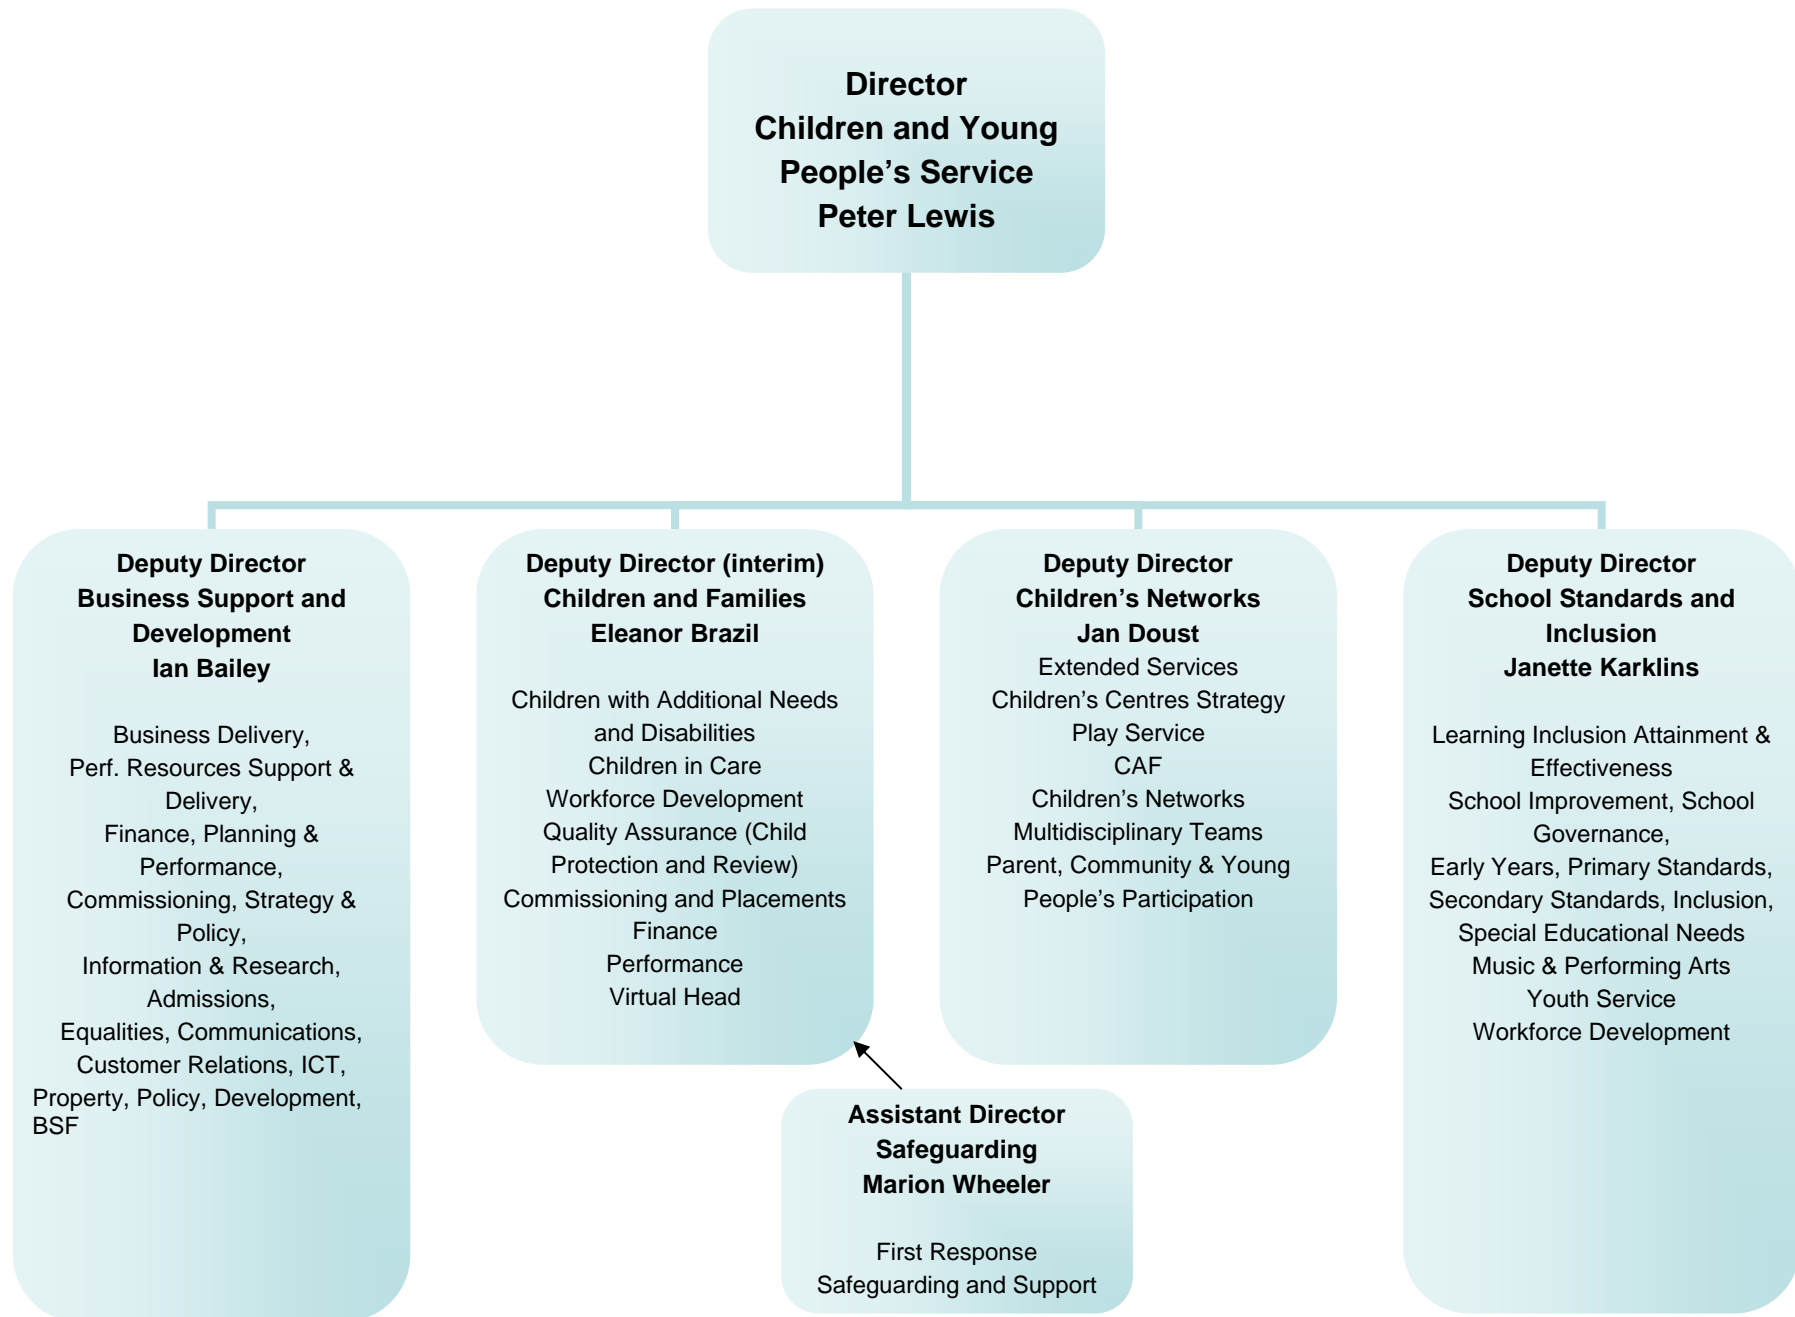 Director
Children and Young
People’s Service
Peter Lewis
Deputy Director
Business Support and
Development
Ian Bailey
Business Delivery,
Perf. Resources Support &
Delivery,
Finance, Planning &
Performance,
Commissioning, Strategy &
Policy,
Information & Research,
Admissions,
Equalities, Communications,
Customer Relations, ICT,
Property, Policy, Development,
BSF
Deputy Director (interim)
Children and Families
Eleanor Brazil
Children with Additional Needs
and Disabilities
Children in Care
Workforce Development
Quality Assurance (Child
Protection and Review)
Commissioning and Placements
Finance
Performance
Virtual Head
Deputy Director
Children’s Networks
Jan Doust
Extended Services
Children’s Centres Strategy
Play Service
CAF
Children’s Networks
Multidisciplinary Teams
Parent, Community & Young
People’s Participation
Deputy Director
School Standards and
Inclusion
Janette Karklins
Learning Inclusion Attainment &
Effectiveness
School Improvement, School
Governance,
Early Years, Primary Standards,
Secondary Standards, Inclusion,
Special Educational Needs
Music & Performing Arts
Youth Service
Workforce Development
Assistant Director
Safeguarding
Marion Wheeler
First Response
Safeguarding and Support